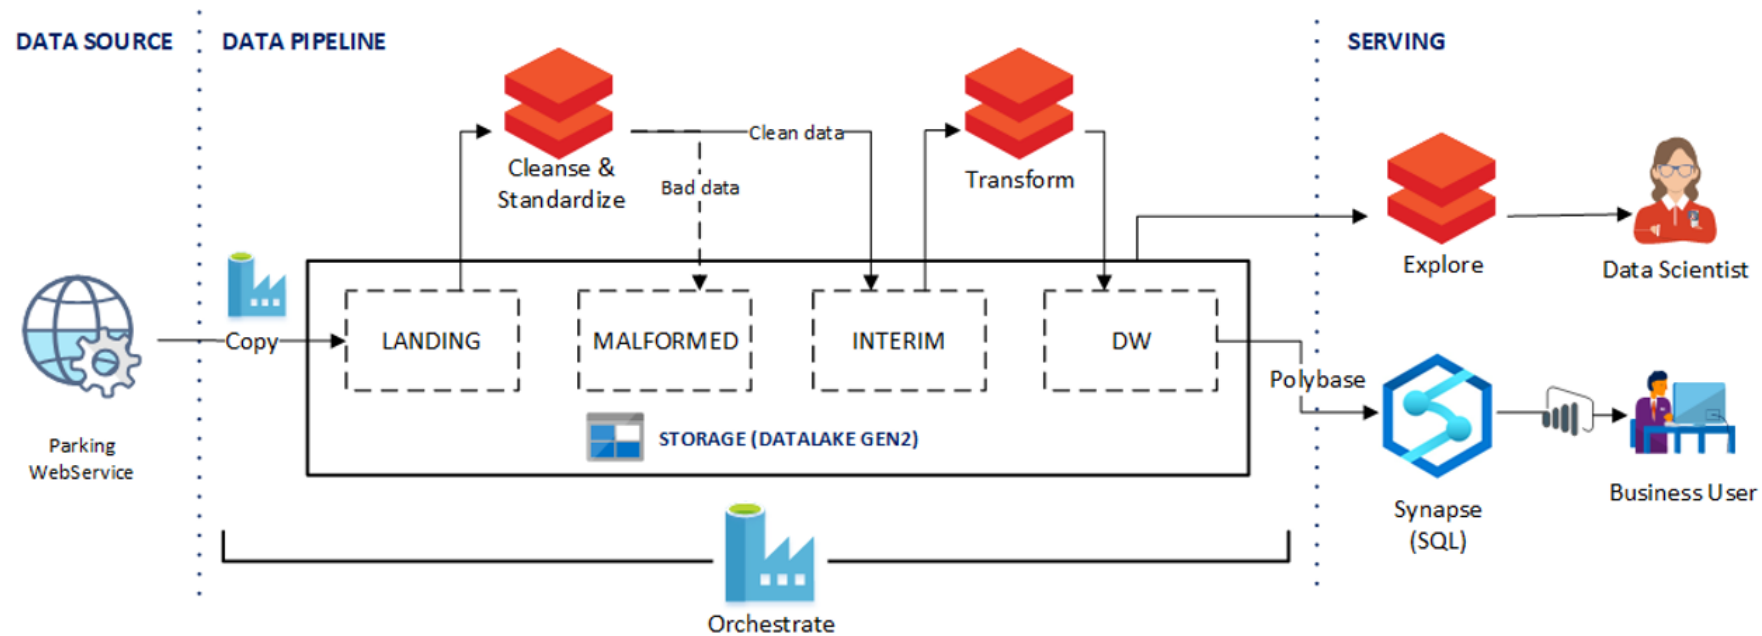 DATA SOURCE
DATA PIPELINE
SERVING
Cleanse &
Standardize
Clean data
Bad data
Transform
Explore
Data Scientist
Copy
LANDING
MALFORMED
INTERIM
DW
Polybase
STORAGE (DATALAKE GEN2)
Parking
WebService
Synapse
(SQL)
Business User
Orchestrate